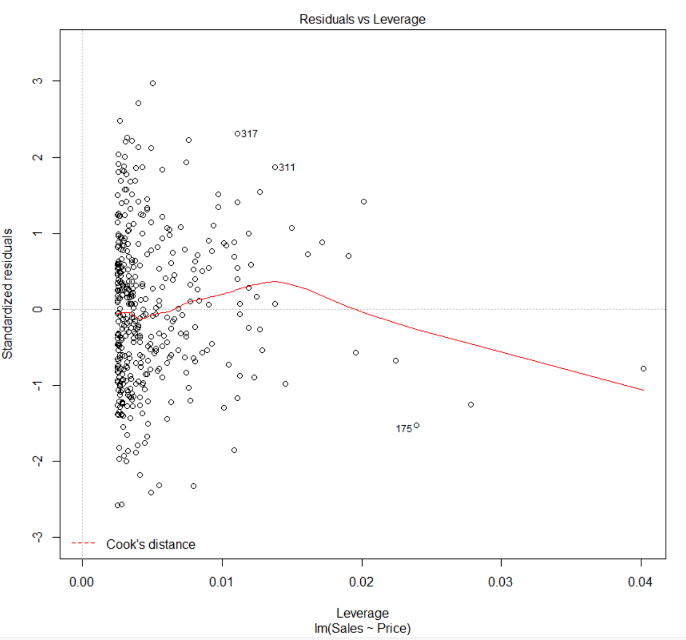 Residuals vs Leverage
Standardized residuals
3
2
1
0
-1
-2
-3
317
311
175
Cook's distance
0.00 0.01 0.02 0.03 0.04
Leverage
lm(Sales ~ Price)